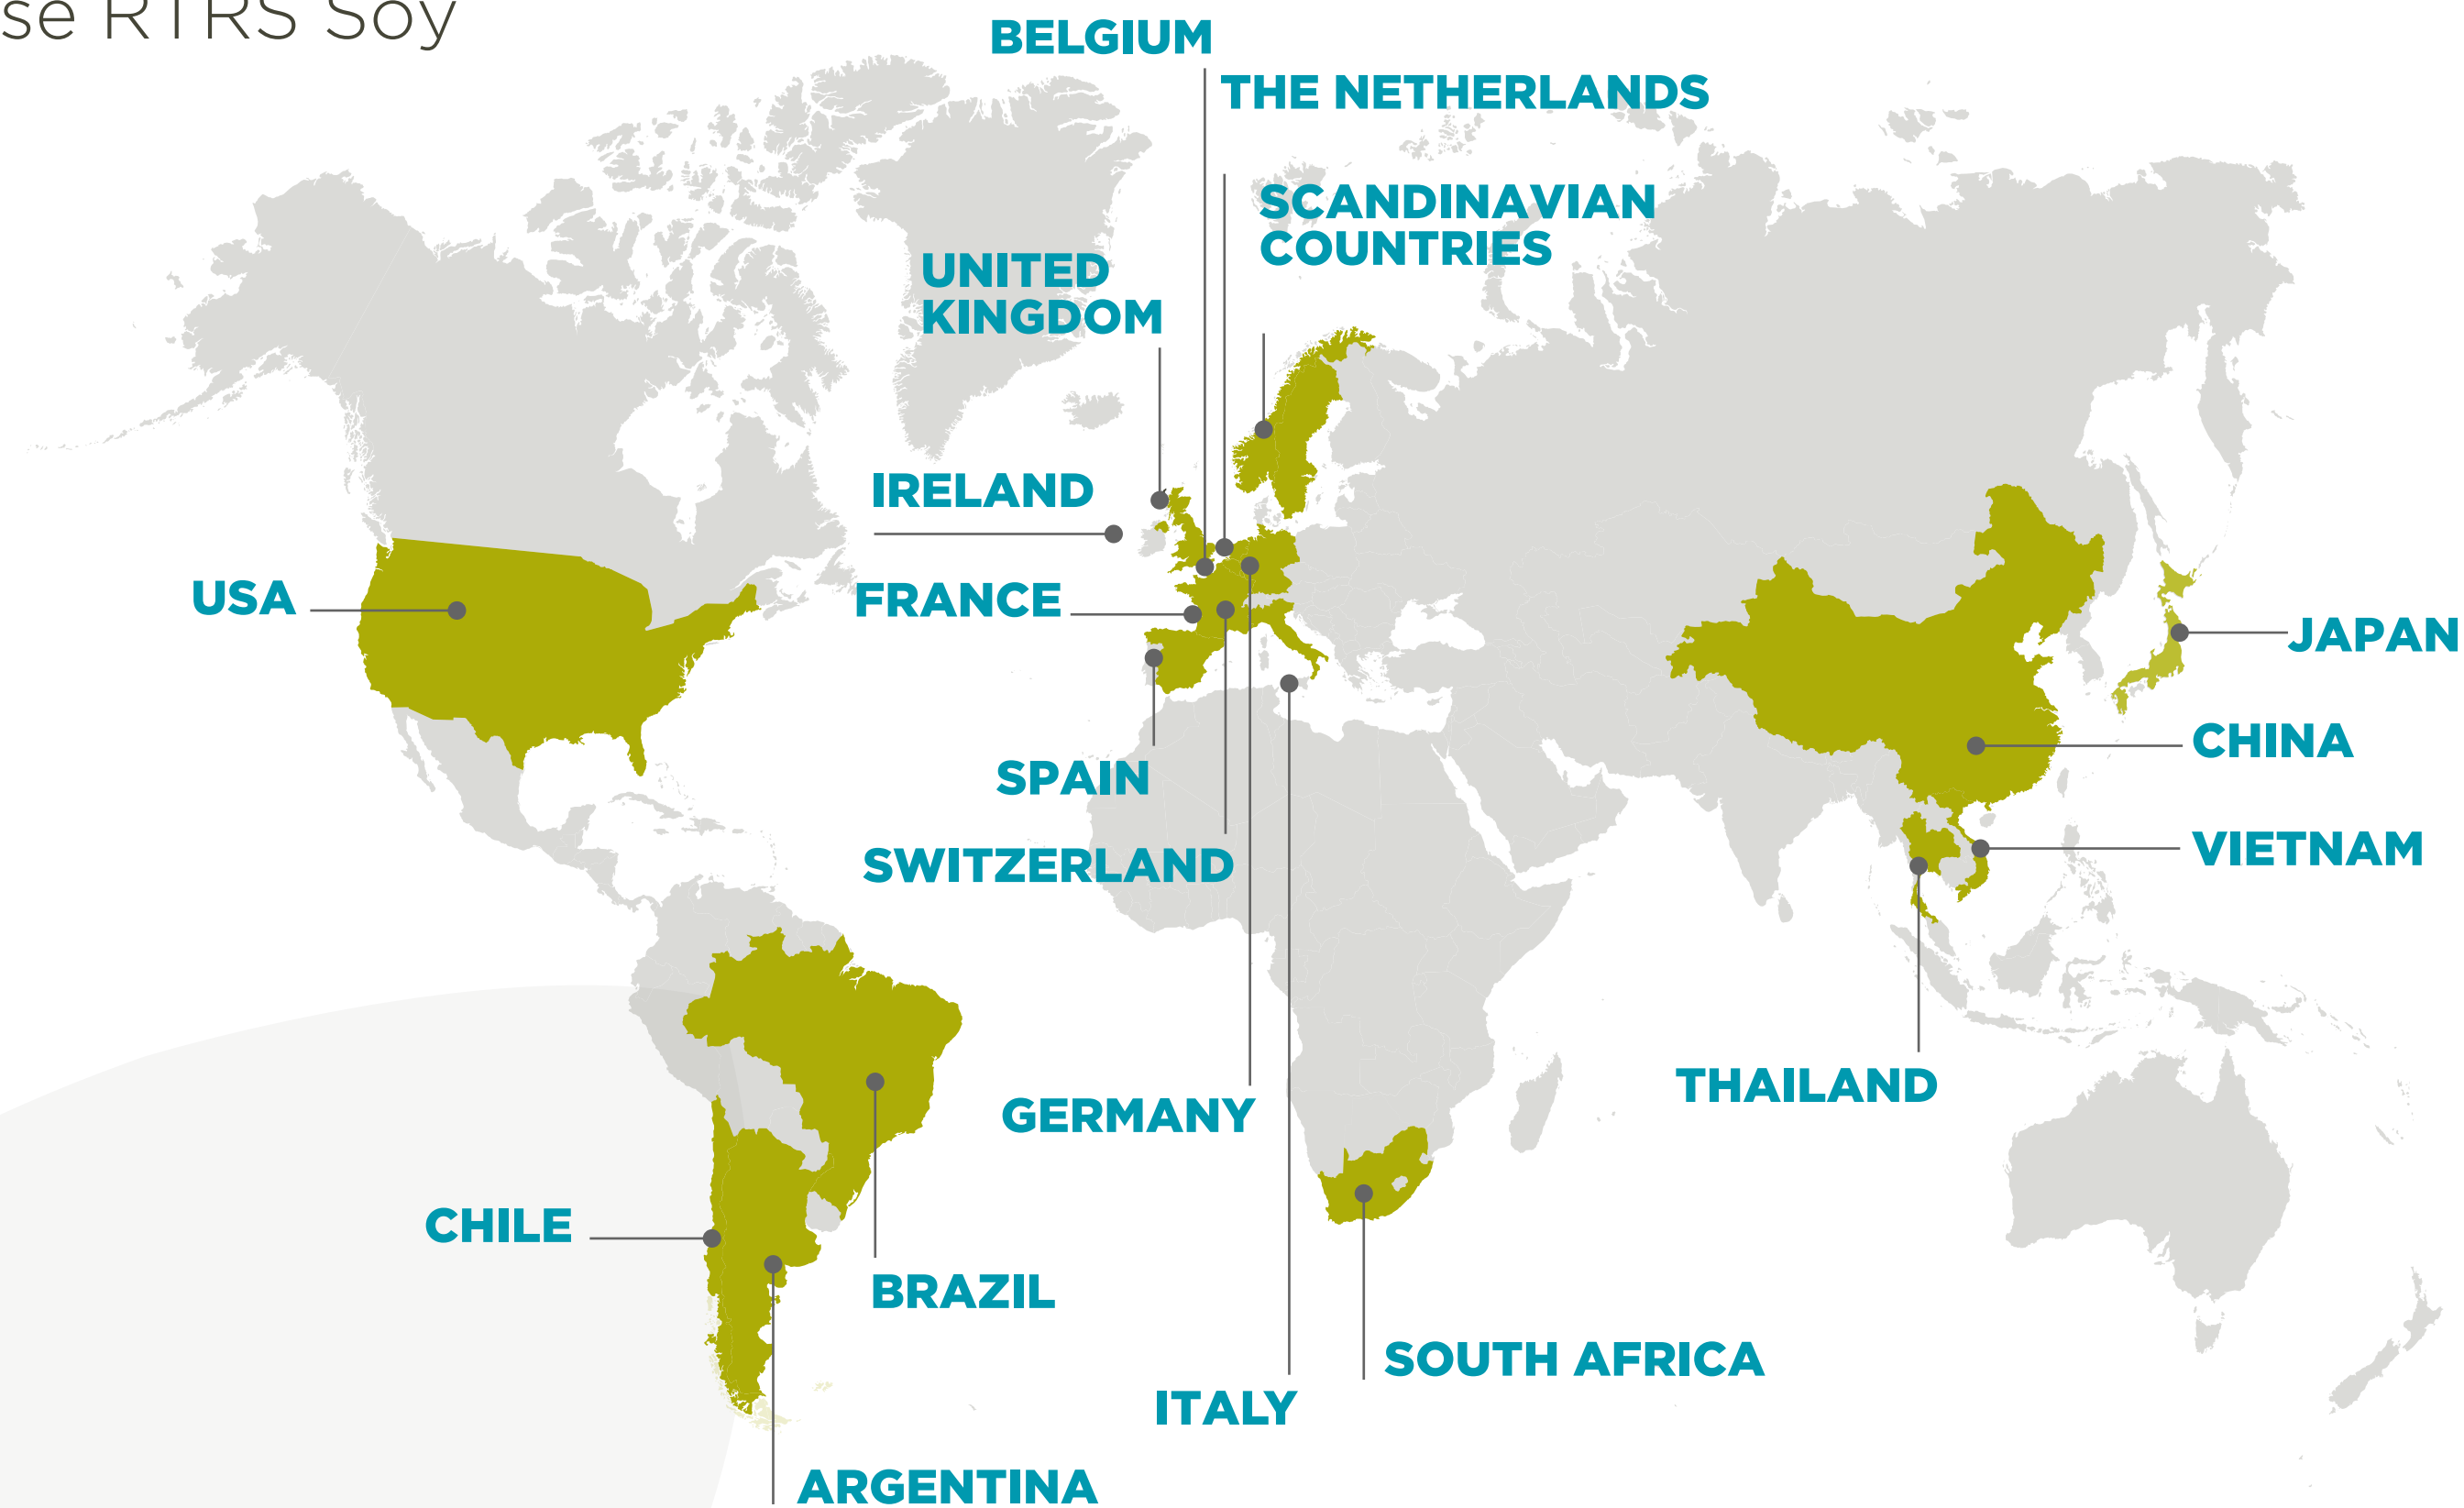 se RTRS Soy
BELGIUM
THE NETHERLANDS
SCANDINAVIAN
COUNTRIES
UNITED
KINGDOM
IRELAND
USA
FRANCE
JAPAN
CHINA
SPAIN
VIETNAM
SWITZERLAND
THAILAND
GERMANY
CHILE
BRAZIL
SOUTH AFRICA
ITALY
ARGENTINA